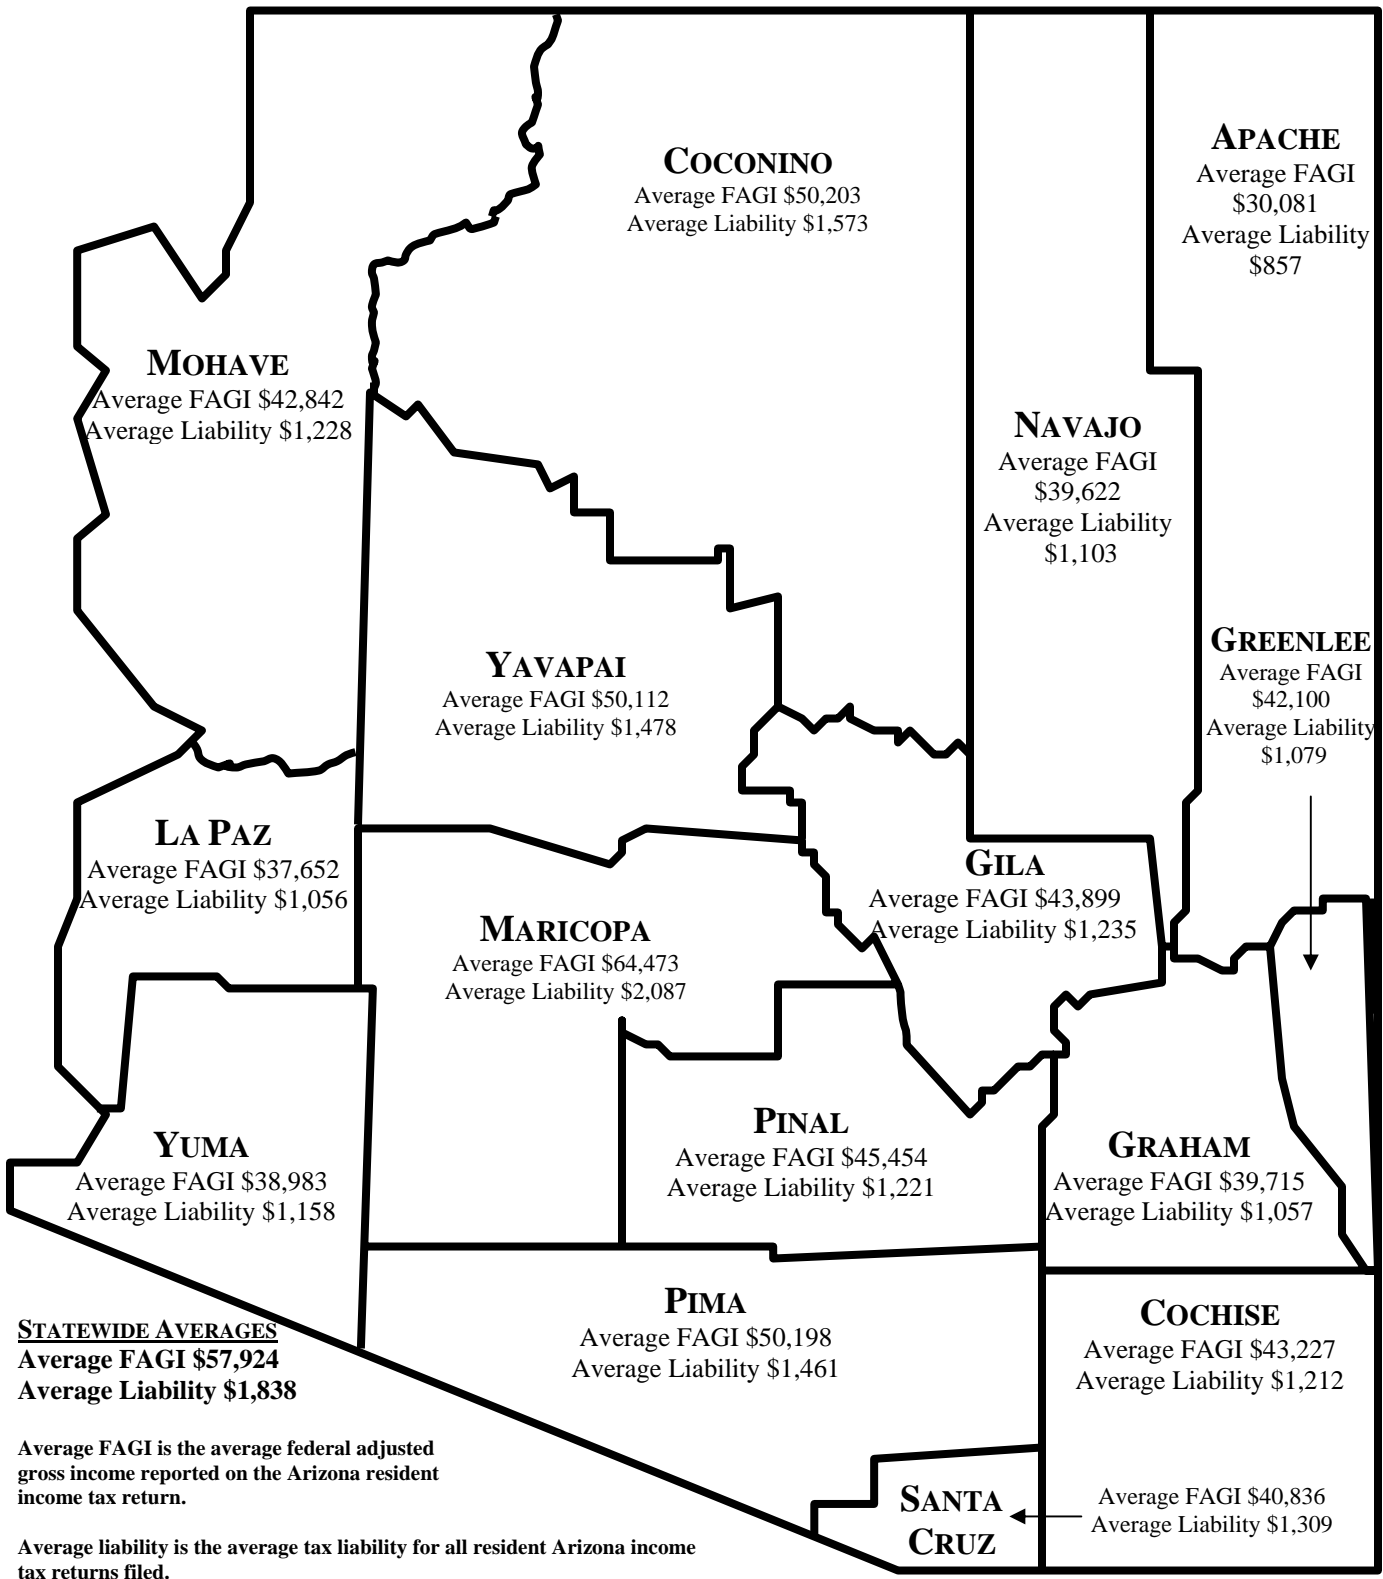 COCONINO
Average FAGI $50,203
Average Liability $1,573
APACHE
Average FAGI
$30,081
Average Liability
$857
MOHAVE
Average FAGI $42,842
Average Liability $1,228
NAVAJO
Average FAGI
$39,622
Average Liability
$1,103
YAVAPAI
Average FAGI $50,112
Average Liability $1,478
GREENLEE
Average FAGI
$42,100
Average Liability
$1,079
LA PAZ
Average FAGI $37,652
Average Liability $1,056
GILA
Average FAGI $43,899
Average Liability $1,235
MARICOPA
Average FAGI $64,473
Average Liability $2,087
PINAL
Average FAGI $45,454
Average Liability $1,221
YUMA
Average FAGI $38,983
Average Liability $1,158
GRAHAM
Average FAGI $39,715
Average Liability $1,057
PIMA
Average FAGI $50,198
Average Liability $1,461
COCHISE
Average FAGI $43,227
Average Liability $1,212
SANTA
CRUZ
Average FAGI $40,836
Average Liability $1,309
STATEWIDE AVERAGES
Average FAGI $57,924
Average Liability $1,838
Average FAGI is the average federal adjusted
gross income reported on the Arizona resident
income tax return.
Average liability is the average tax liability for all resident Arizona income
tax returns filed.